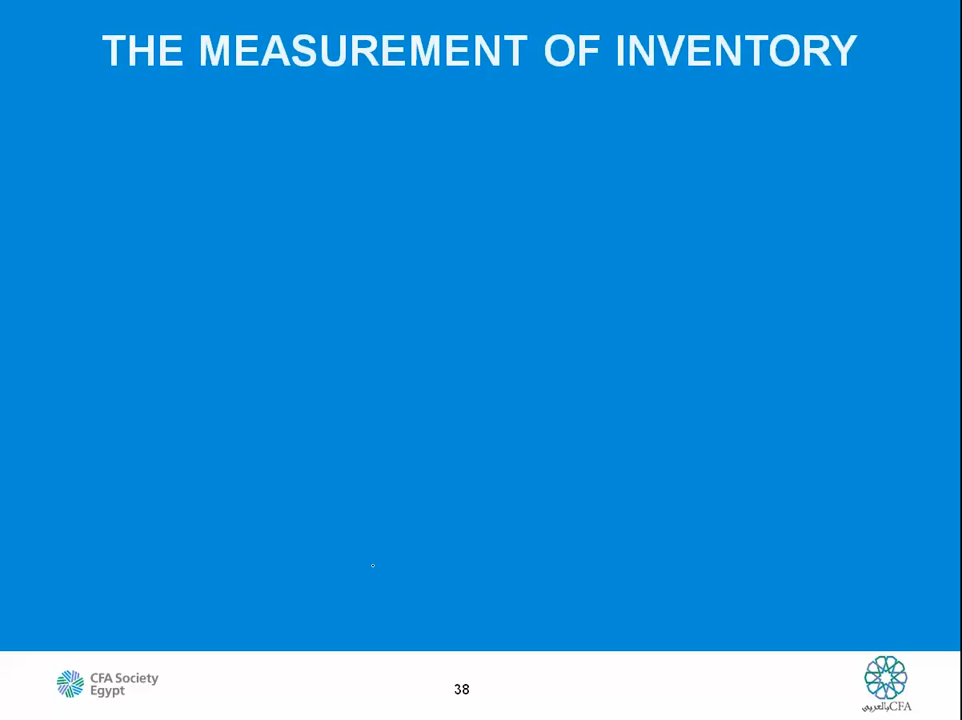 THE MEASUREMENT OF INVENTORY
CFA Society
Egypt
38
CFAبالعربي